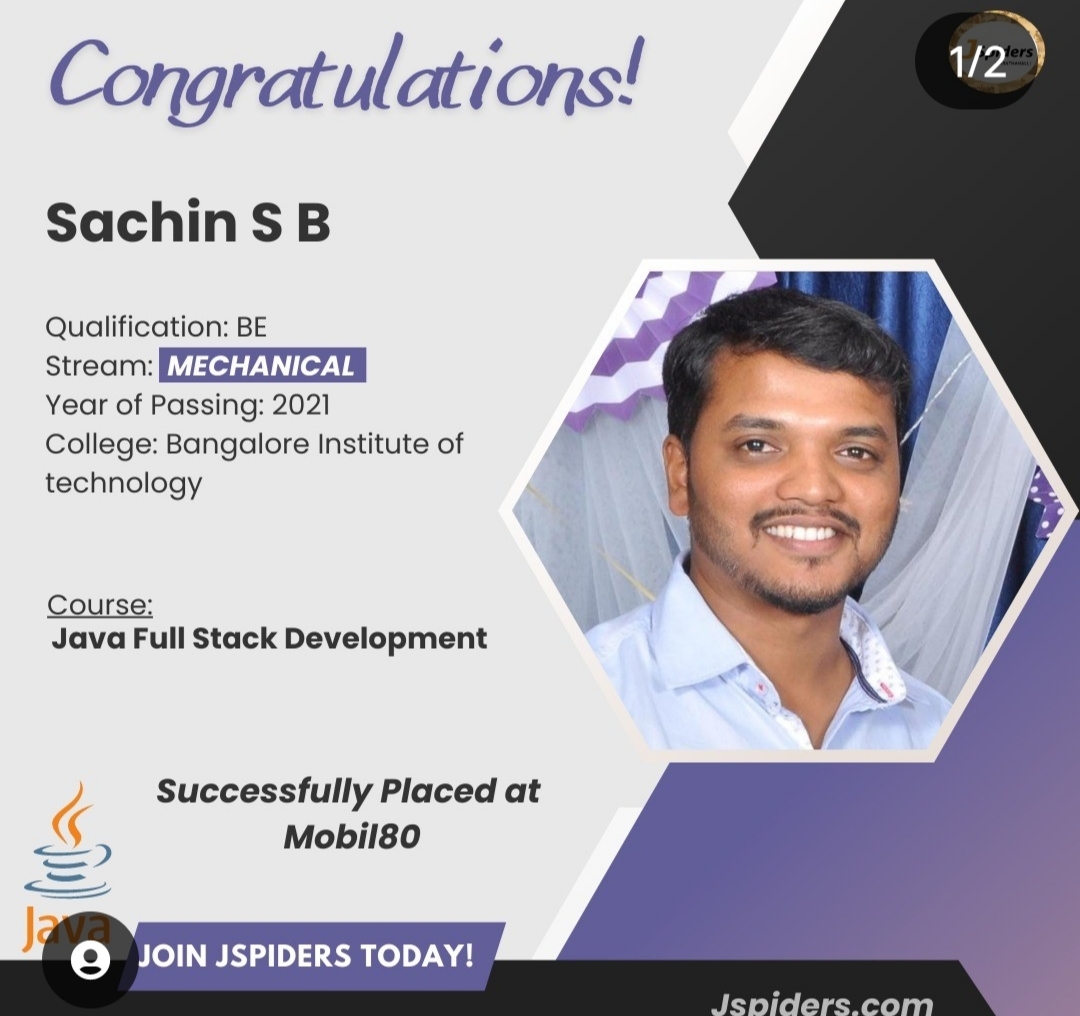 Congratulations!
1/2
Sachin S B
Qualification: BE
Stream: MECHANICAL
Year of Passing: 2021
College: Bangalore Institute of
technology
Course:
Java Full Stack Development
Successfully Placed at
Mobil80
Java
JOIN JSPIDERS TODAY!
Jspiders.com